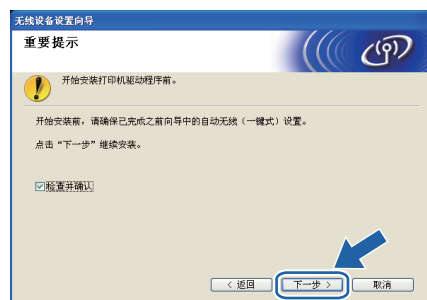 无线设备设置向导
重要提示
开始安装打印机驱动程序前。
开始安装前，请确保已完成之前向导中的自动无线（一键式）设置。
点击“下一步”继续安装。
检查并确认
< 返回
下一步 >
取消